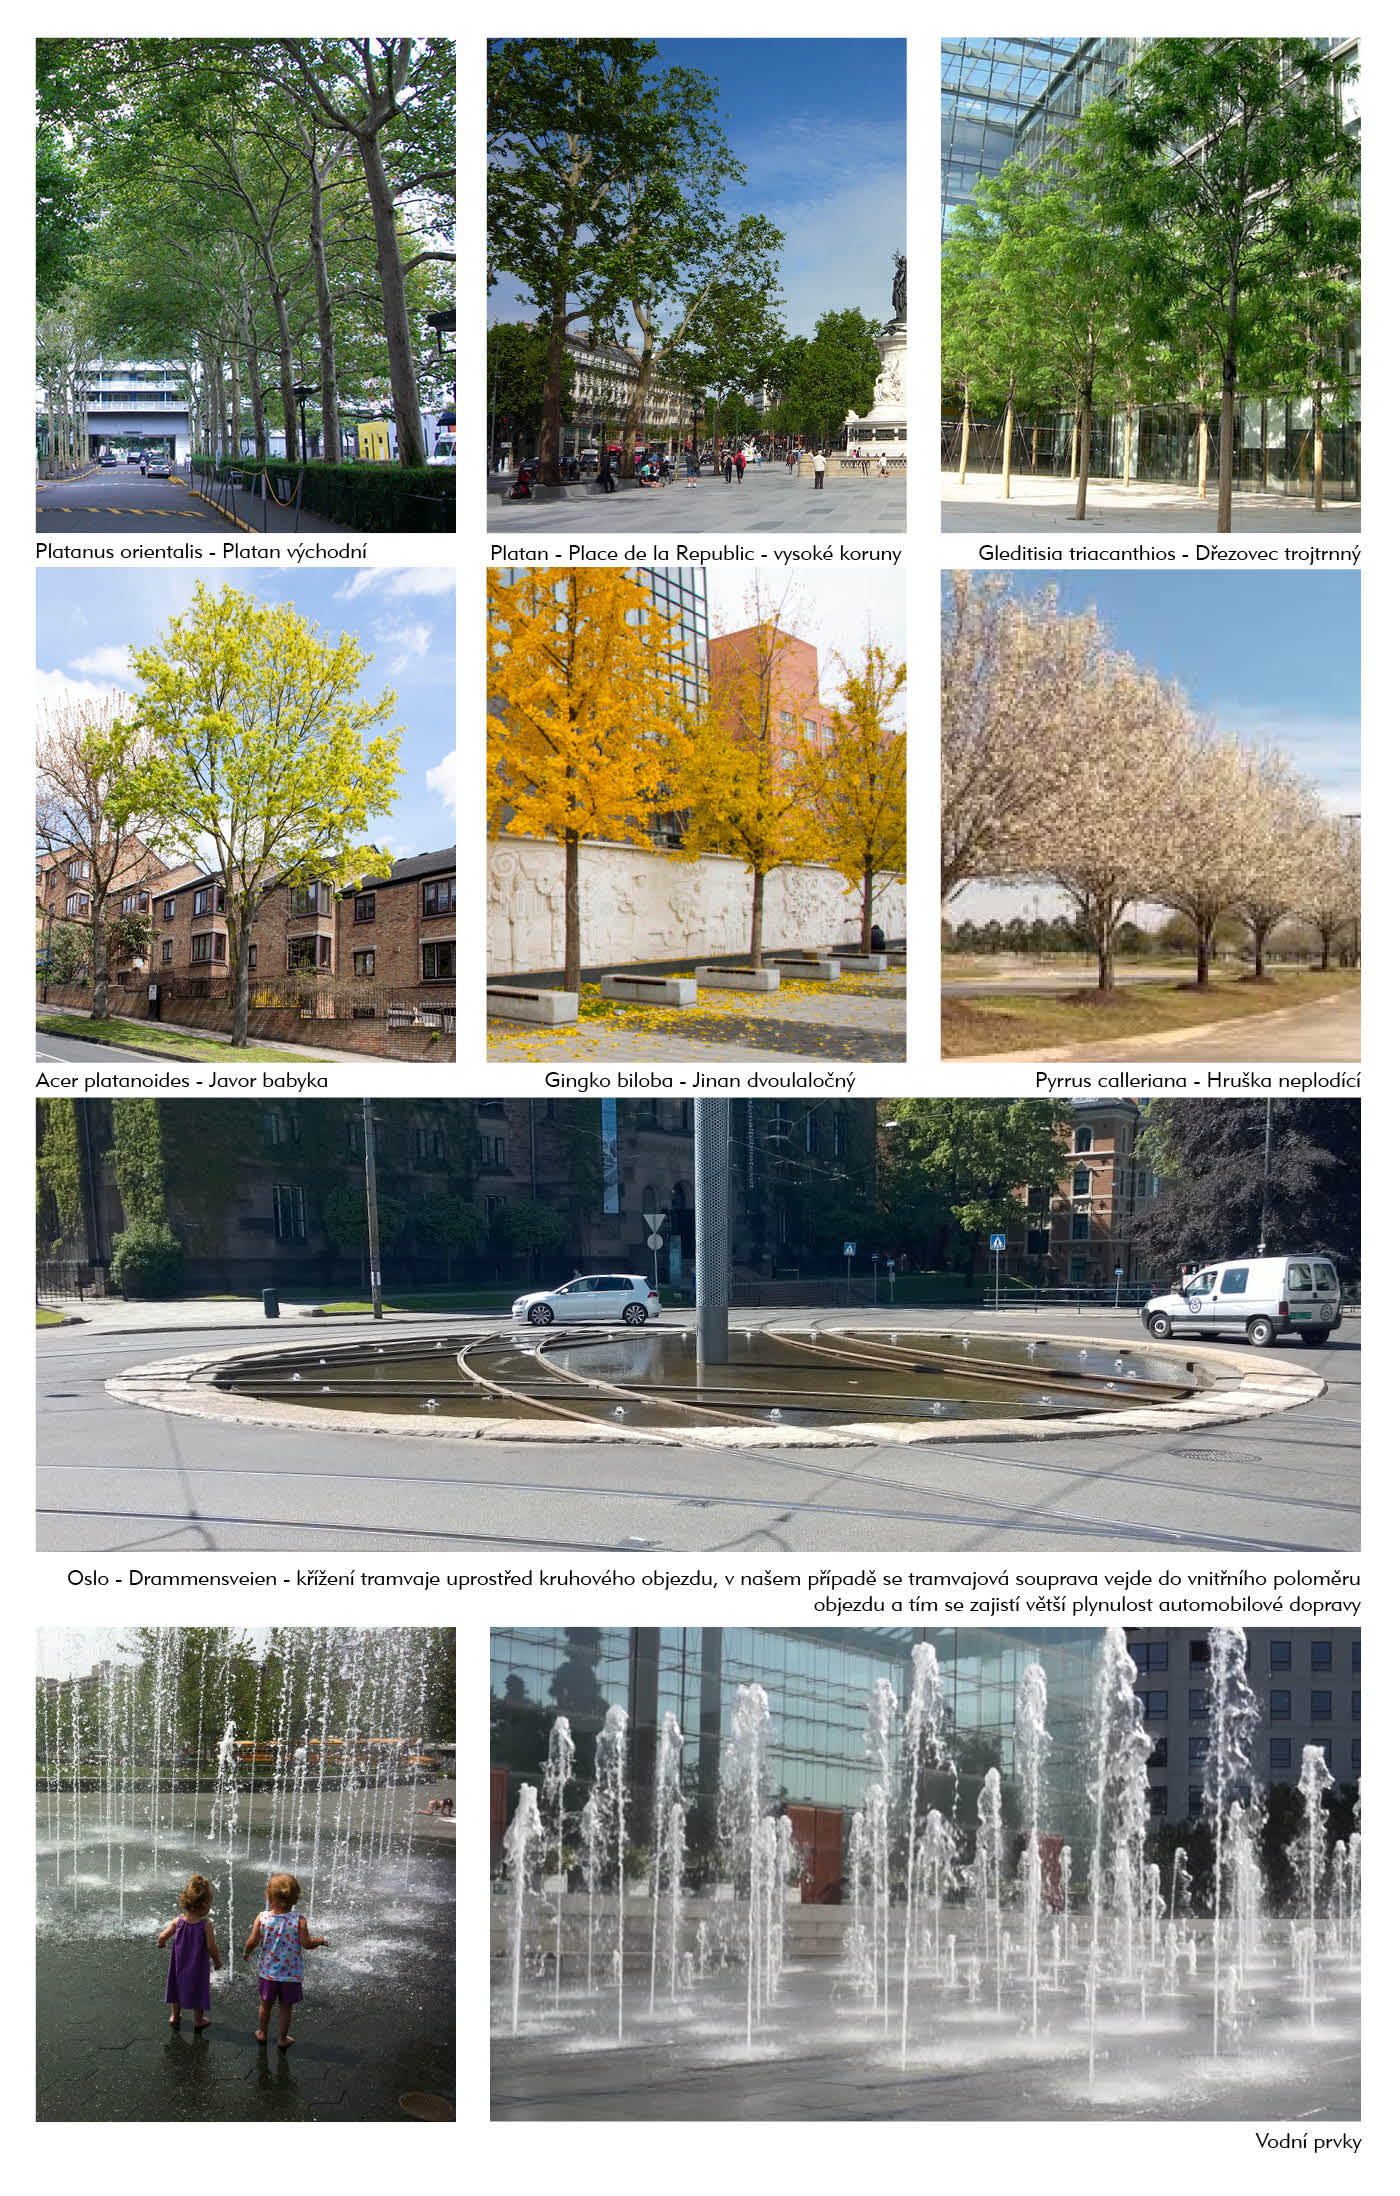 Platanus orientalis - Platan východní
Platan - Place de la Republic - vysoké koruny
Gleditisia triacanthios - Dřezovec trojtrnný
Acer platanoides - Javor babyka
Gingko biloba - Jinan dvoulaločný
Pyrrus calleriana - Hruška neplodící
Oslo - Drammensveien - křížení tramvaje uprostřed kruhového objezdu, v našem případě se tramvajová souprava vejde do vnitřního poloměru
objezdu a tím se zajistí větší plynulost automobilové dopravy
Vodní prvky